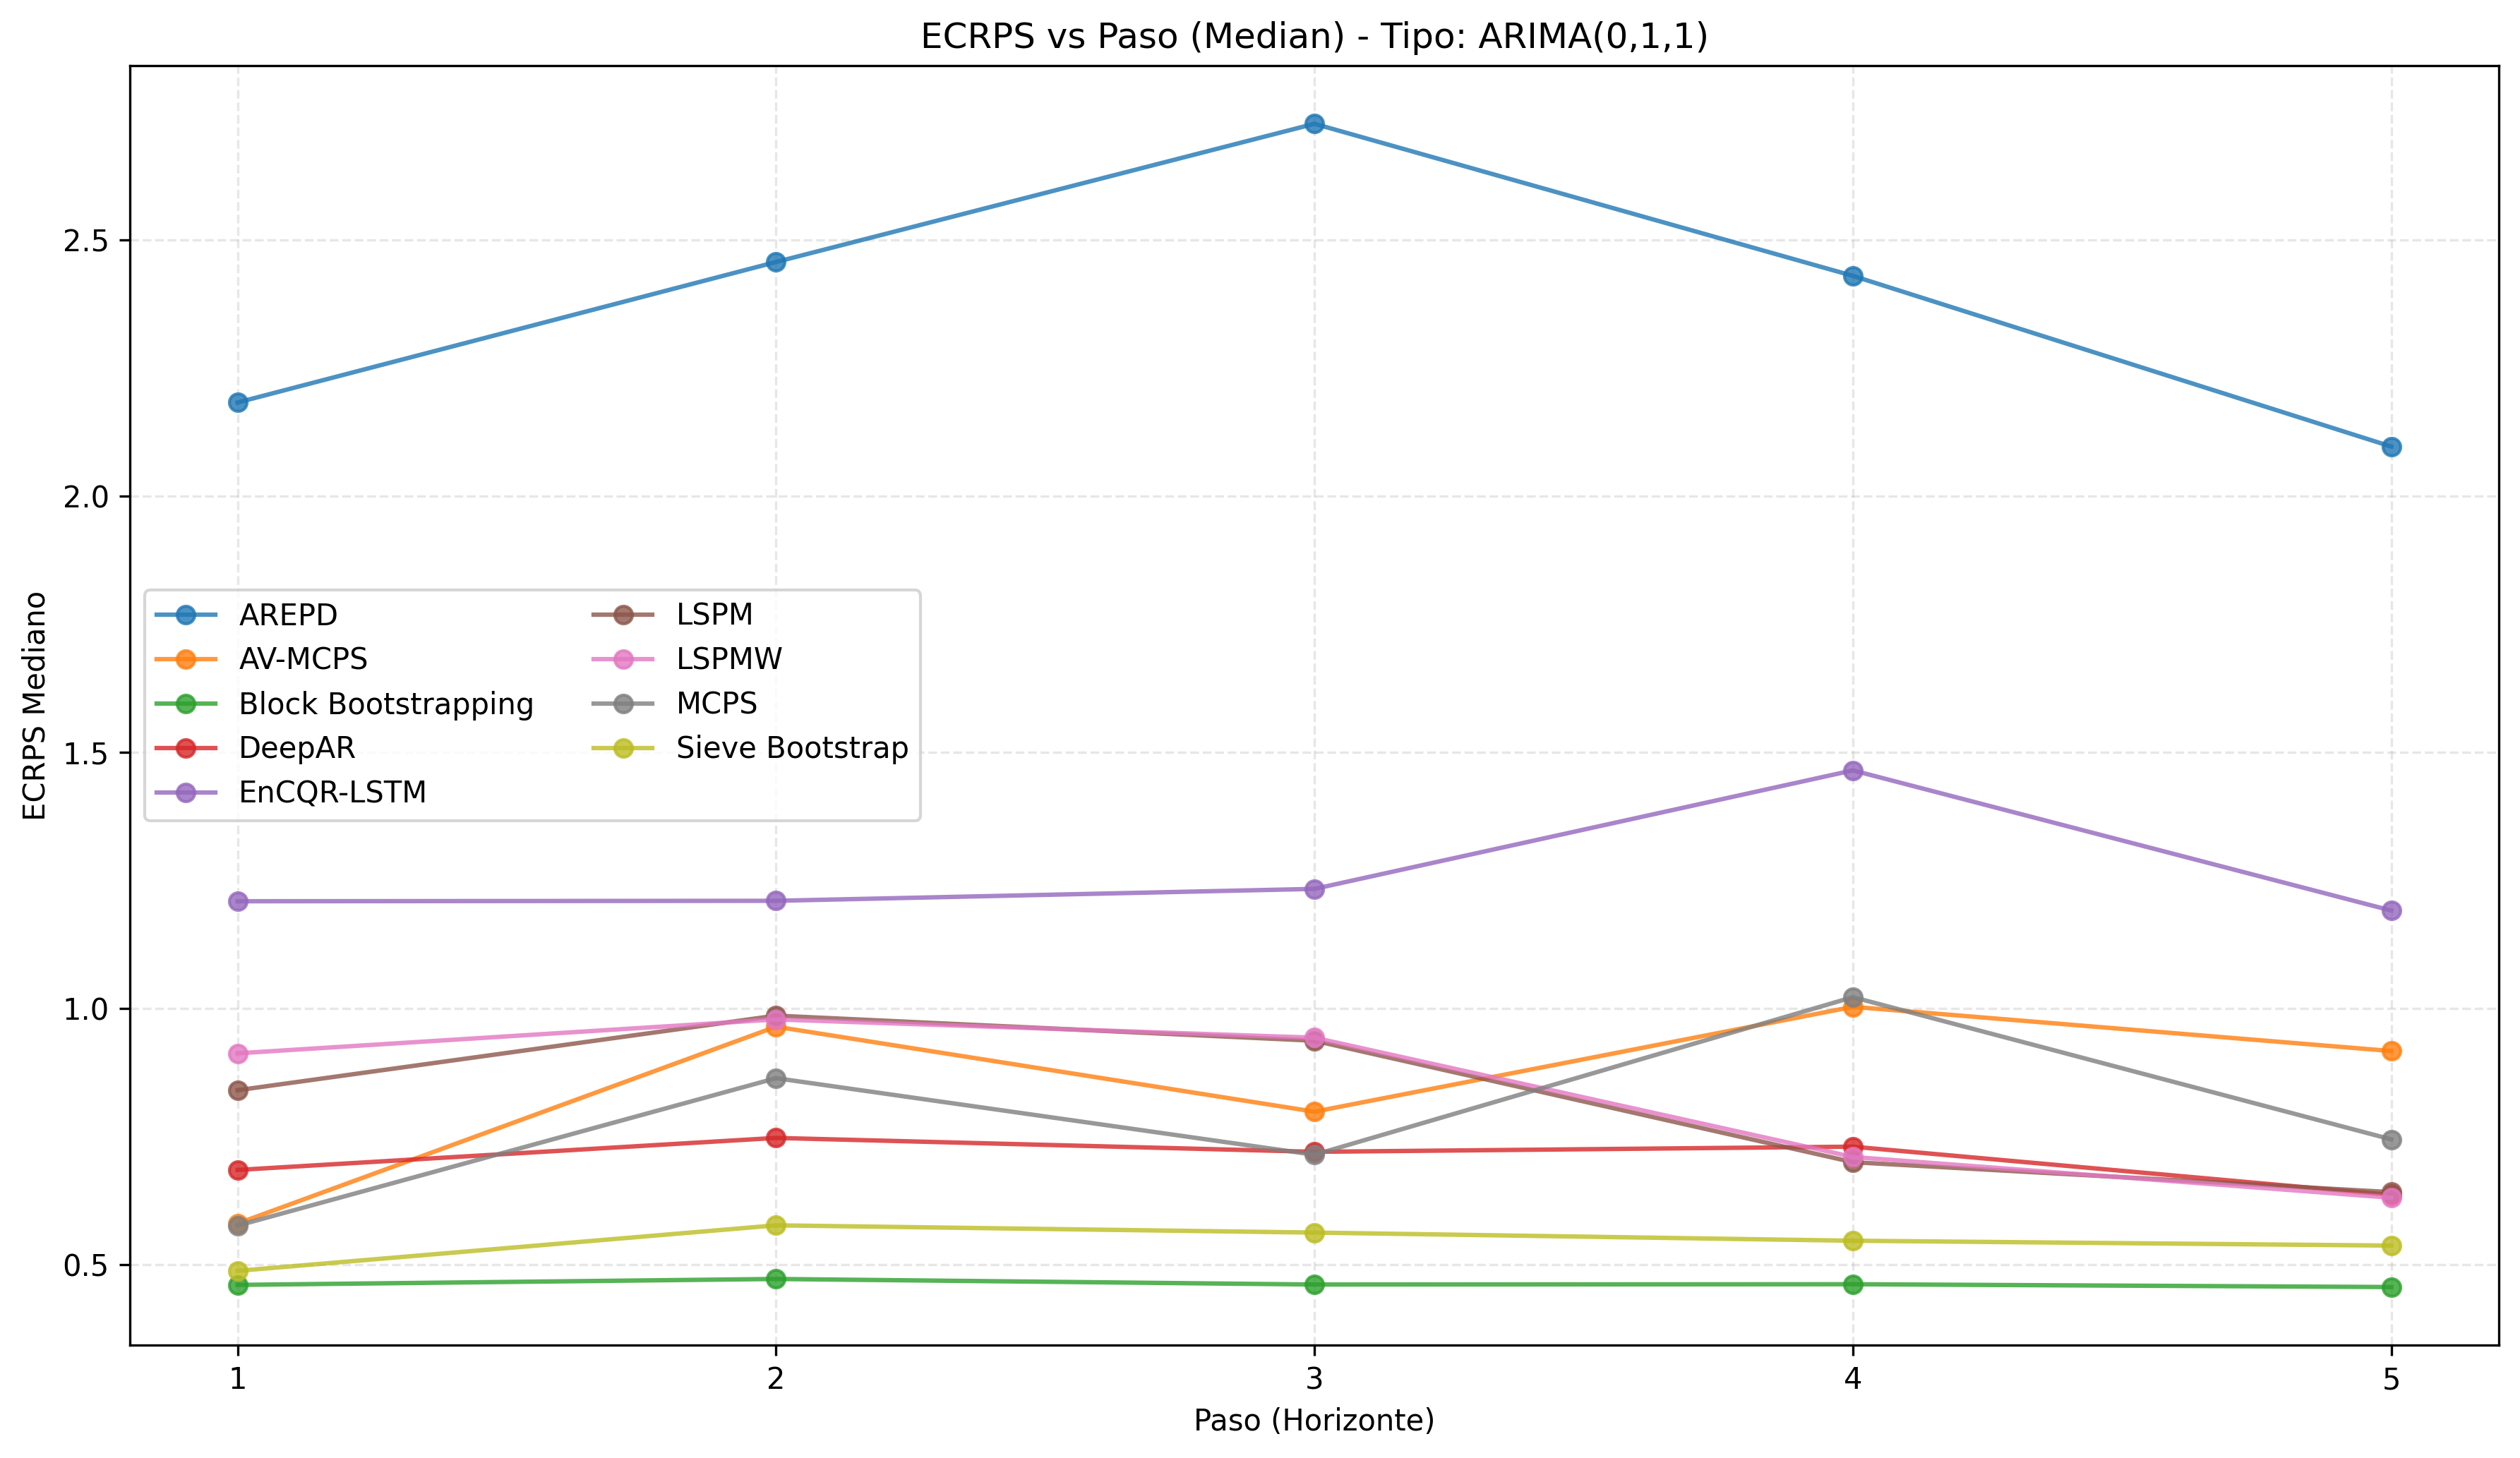 ECRPS vs Paso (Median) - Tipo: ARIMA(0,1,1)
ECRPS Mediano
2.5
2.0
1.5
1.0
0.5
AREPD
AV-MCPS
Block Bootstrapping
DeepAR
EnCQR-LSTM
LSPM
LSPMW
MCPS
Sieve Bootstrap
1 2 3 4 5
Paso (Horizonte)